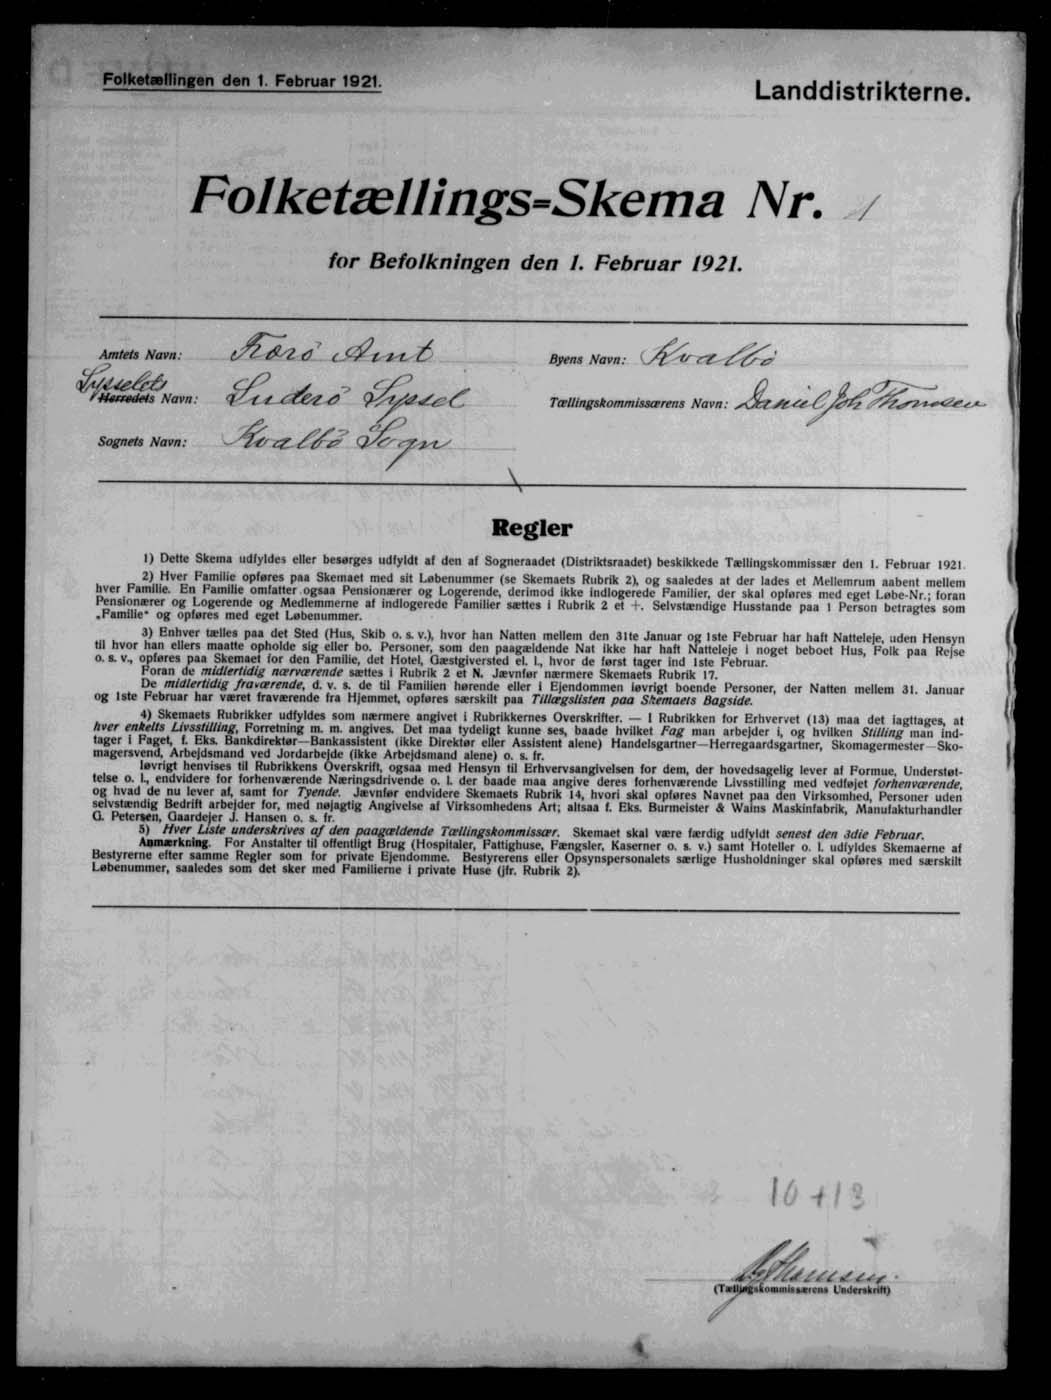 Folketællingen den 1. Februar 1921.
Landdistrikterne.
Folketællings=Skema Nr. 1
for Befolkningen den 1. Februar 1921.
Amtets Navn: Færö Amt
Byens Navn: Kvalbö
Sysselets
Herredets Navn: Suderö Syssel
Tællingskommissærens Navn: Daniel Joh Thomsen
Sognets Navn: Kvalbö Sogn
Regler
1) Dette Skema udfyldes eller besørges udfyldt af den af Sogneraadet (Distriktsraadet) beskikkede Tællingskommissær den 1. Februar 1921.
2) Hver Familie opføres paa Skemaet med sit Løbenummer (se Skemaets Rubrik 2), og saaledes at der lades et Mellemrum aabent mellem
hver Familie. En Familie omfatter ogsaa Pensionærer og Logerende, derimod ikke indlogerede Familier, der skal opføres med eget Løbe-Nr.; foran
Pensionærer og Logerende og Medlemmerne af indlogerede Familier sættes i Rubrik 2 et +. Selvstændige Husstande paa 1 Person betragtes som
„Familie“ og opføres med eget Løbenummer.
3) Enhver tælles paa det Sted (Hus, Skib o. s. v.), hvor han Natten mellem den 31te Januar og 1ste Februar har haft Natteleje, uden Hensyn
til hvor han ellers maatte opholde sig eller bo. Personer, som den paagældende Nat ikke har haft Natteleje i noget beboet Hus, Folk paa Rejse
o. s. v., opføres paa Skemaet for den Familie, det Hotel, Gæstgiversted el. l., hvor de først tager ind 1ste Februar.
Foran de midlertidig nærværende sættes i Rubrik 2 et N. Jævnfør nærmere Skemaets Rubrik 17.
De midlertidig fraværende, d. v. s. de til Familien hørende eller i Ejendommen iøvrigt boende Personer, der Natten mellem 31. Januar
og 1ste Februar har været fraværende fra Hjemmet, opføres særskilt paa Tillægslisten paa Skemaets Bagside.
4) Skemaets Rubrikker udfyldes som nærmere angivet i Rubrikkernes Overskrifter. — I Rubrikken for Erhvervet (13) maa det iagttages, at
hver enkelts Livsstilling, Forretning m. m. angives. Det maa tydeligt kunne ses, baade hvilket Fag man arbejder i, og hvilken Stilling man ind-
tager i Faget, f. Eks. Bankdirektør—Bankassistent (ikke Direktør eller Assistent alene) Handelsgartner—Herregaardsgartner, Skomagermester—Sko-
magersvend, Arbejdsmand ved Jordarbejde (ikke Arbejdsmand alene) o. s. fr.
Iøvrigt henvises til Rubrikkens Overskrift, ogsaa med Hensyn til Erhvervsangivelsen for dem, der hovedsagelig lever af Formue, Understøt-
telse o. l., endvidere for forhenværende Næringsdrivende o. l. der baade maa angive deres forhenværende Livsstilling med vedføjet forhenværende,
og hvad de nu lever af, samt for Tyende. Jævnfør endvidere Skemaets Rubrik 14, hvori skal opføres Navnet paa den Virksomhed, Personer uden
selvstændig Bedrift arbejder for, med nøjagtig Angivelse af Virksomhedens Art; altsaa f. Eks. Burmeister & Wains Maskinfabrik, Manufakturhandler
G. Petersen, Gaardejer J. Hansen o. s. fr.
5) Hver Liste underskrives af den paagældende Tællingskommissær. Skemaet skal være færdig udfyldt senest den 3die Februar.
Anmærkning. For Anstalter til offentligt Brug (Hospitaler, Fattighuse, Fængsler, Kaserner o. s. v.) samt Hoteller o. l. udfyldes Skemaerne af
Bestyrerne efter samme Regler som for private Ejendomme. Bestyrerens eller Opsynspersonalets særlige Husholdninger skal opføres med særskilt
Løbenummer, saaledes som det sker med Familierne i private Huse (jfr. Rubrik 2).
10+13
Thomsen.
(Tællingskommissærens Underskrift)